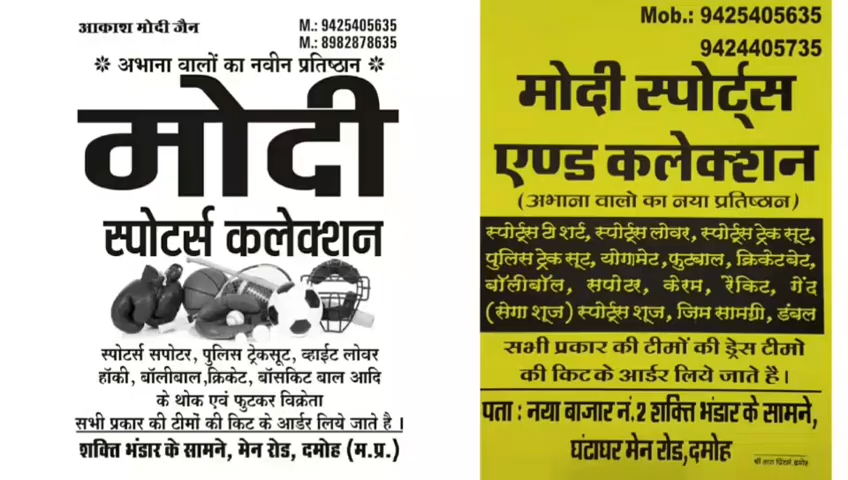 आकाश मोदी जैन
M.: 9425405635
M.: 8982878635
❊ अभाना वालों का नवीन प्रतिष्ठान ❊
मोदी
स्पोटर्स कलेक्शन
स्पोटर्स सपोटर, पुलिस ट्रेकसूट, व्हाईट लोवर
हॉकी, बॉलीबाल,क्रिकेट, बॉसकिट बाल आदि
के थोक एवं फुटकर विक्रेता
सभी प्रकार की टीमों की किट के आर्डर लिये जाते है ।
शक्ति भंडार के सामने, मेन रोड, दमोह (म.प्र.)
Mob.: 9425405635
9424405735
मोदी स्पोर्ट्स
एण्ड कलेक्शन
(अभाना वालो का नया प्रतिष्ठान)
स्पोर्ट्स टी शर्ट, स्पोर्ट्स लोवर, स्पोर्ट्स ट्रेक सूट,
पुलिस ट्रेक सूट, योगमेट,फुटबाल, क्रिकेटबेट,
बॉलीबॉल, सपोटर, केरम, रैकिट, गेंद
(सेगा शूज) स्पोर्ट्स शूज, जिम सामग्री, डंबल
सभी प्रकार की टीमों की ड्रेस टीमो
की किट के आर्डर लिये जाते है।
पता : नया बाजार नं.2 शक्ति भंडार के सामने,
घंटाघर मेन रोड,दमोह